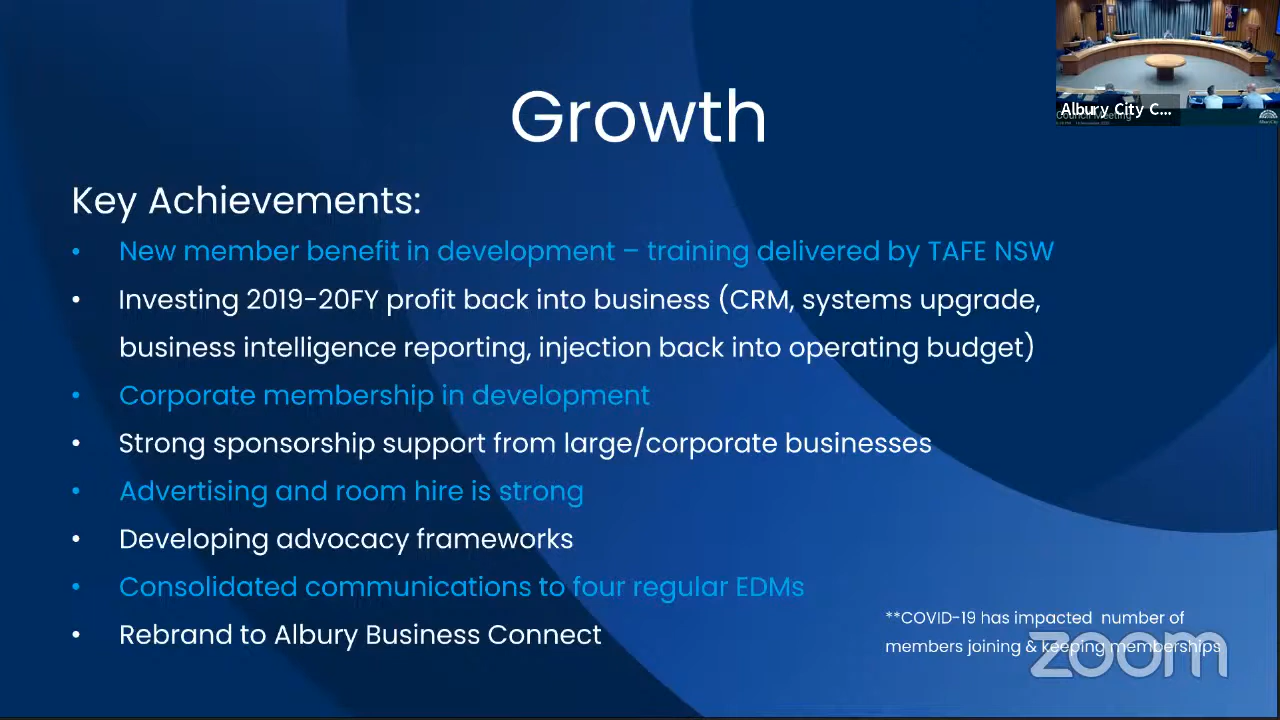 Growth
Albury City C...
Council Meeting
Key Achievements:
• New member benefit in development – training delivered by TAFE NSW
• Investing 2019-20FY profit back into business (CRM, systems upgrade,
business intelligence reporting, injection back into operating budget)
• Corporate membership in development
• Strong sponsorship support from large/corporate businesses
• Advertising and room hire is strong
• Developing advocacy frameworks
• Consolidated communications to four regular EDMs
• Rebrand to Albury Business Connect
**COVID-19 has impacted  number of
members joining & keeping memberships
zoom